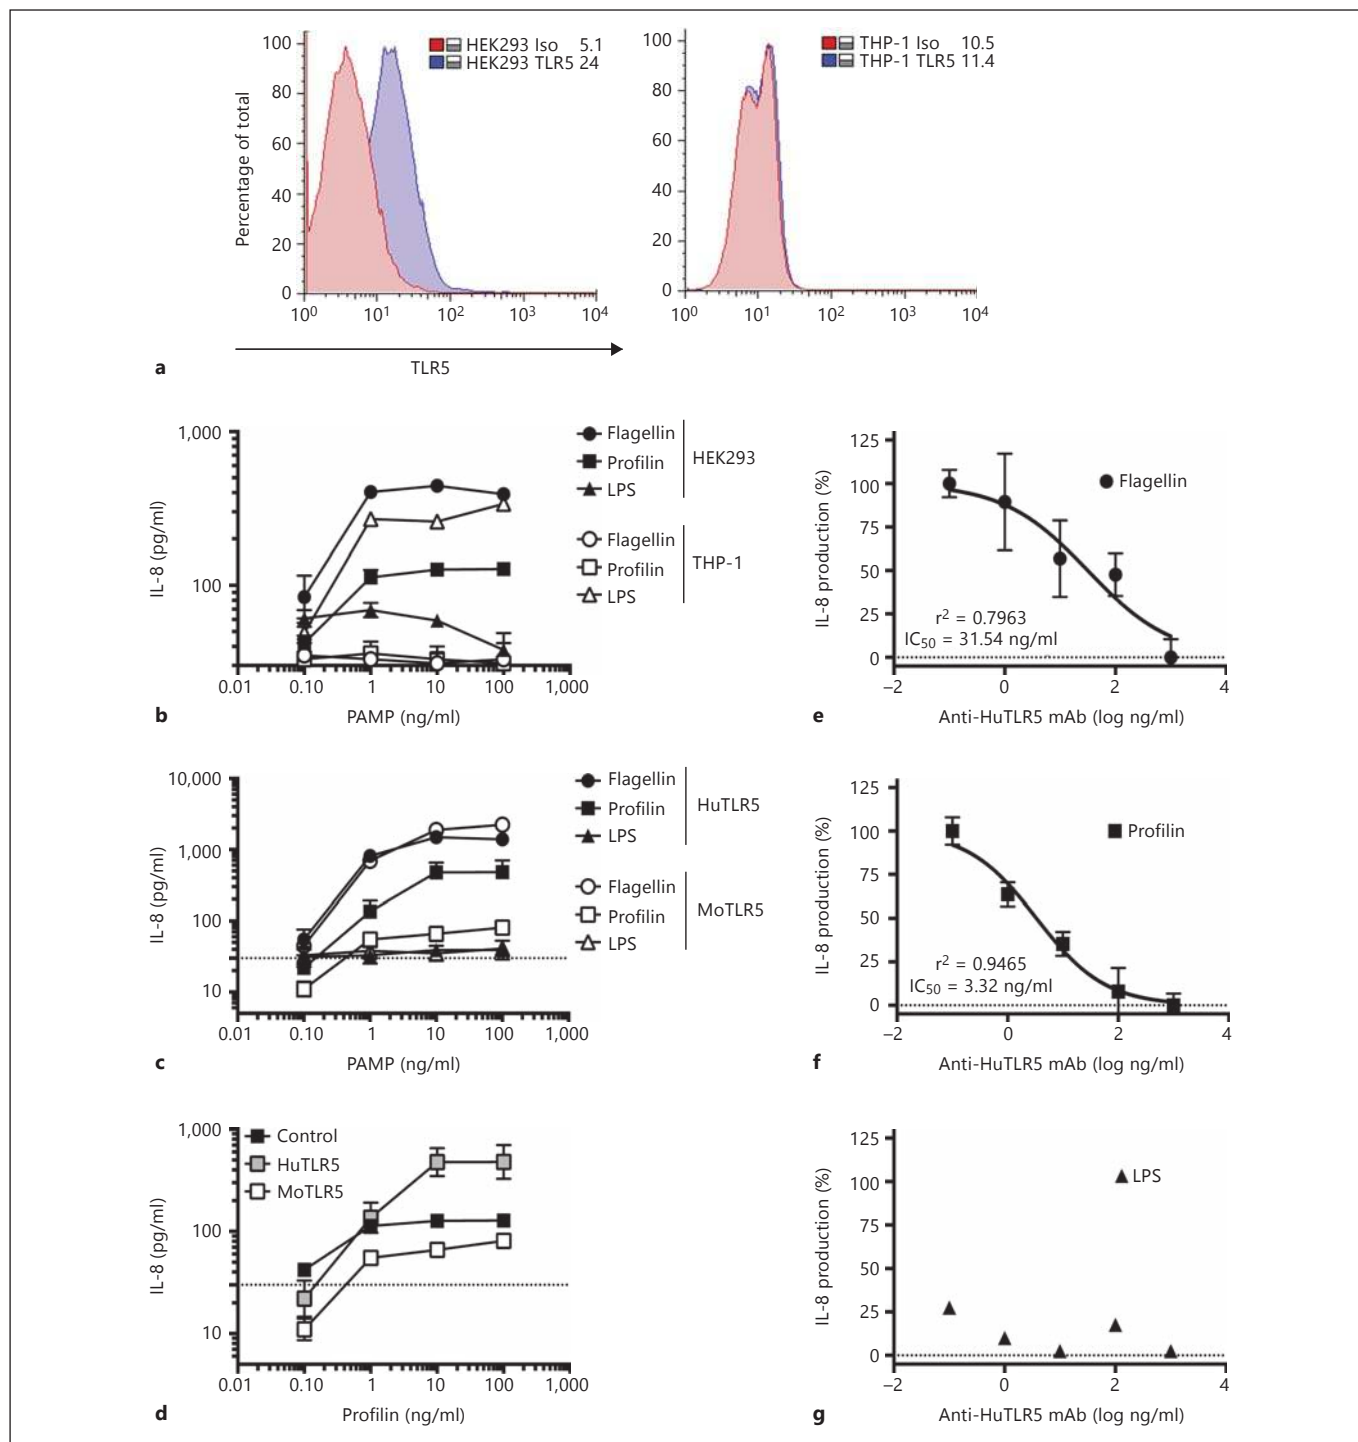 100
80
60
40
20
0
Percentage of total
HEK293 Iso 5.1
HEK293 TLR5 24
10⁰ 10¹ 10² 10³ 10⁴
100
80
60
40
20
0
THP-1 Iso 10.5
THP-1 TLR5 11.4
10⁰ 10¹ 10² 10³ 10⁴
TLR5
a
1,000
100
IL-8 (pg/ml)
0.01 0.10 1 10 100 1,000
PAMP (ng/ml)
Flagellin
Profilin
LPS
HEK293
Flagellin
Profilin
LPS
THP-1
b
125
100
75
50
25
0
IL-8 production (%)
Flagellin
r² = 0.7963
IC₅₀ = 31.54 ng/ml
–2 0 2 4
Anti-HuTLR5 mAb (log ng/ml)
e
10,000
1,000
100
10
IL-8 (pg/ml)
0.01 0.10 1 10 100 1,000
PAMP (ng/ml)
Flagellin
Profilin
LPS
HuTLR5
Flagellin
Profilin
LPS
MoTLR5
c
125
100
75
50
25
0
IL-8 production (%)
Profilin
r² = 0.9465
IC₅₀ = 3.32 ng/ml
–2 0 2 4
Anti-HuTLR5 mAb (log ng/ml)
f
1,000
100
10
IL-8 (pg/ml)
Control
HuTLR5
MoTLR5
0.01 0.10 1 10 100 1,000
Profilin (ng/ml)
d
125
100
75
50
25
0
IL-8 production (%)
LPS
–2 0 2 4
Anti-HuTLR5 mAb (log ng/ml)
g